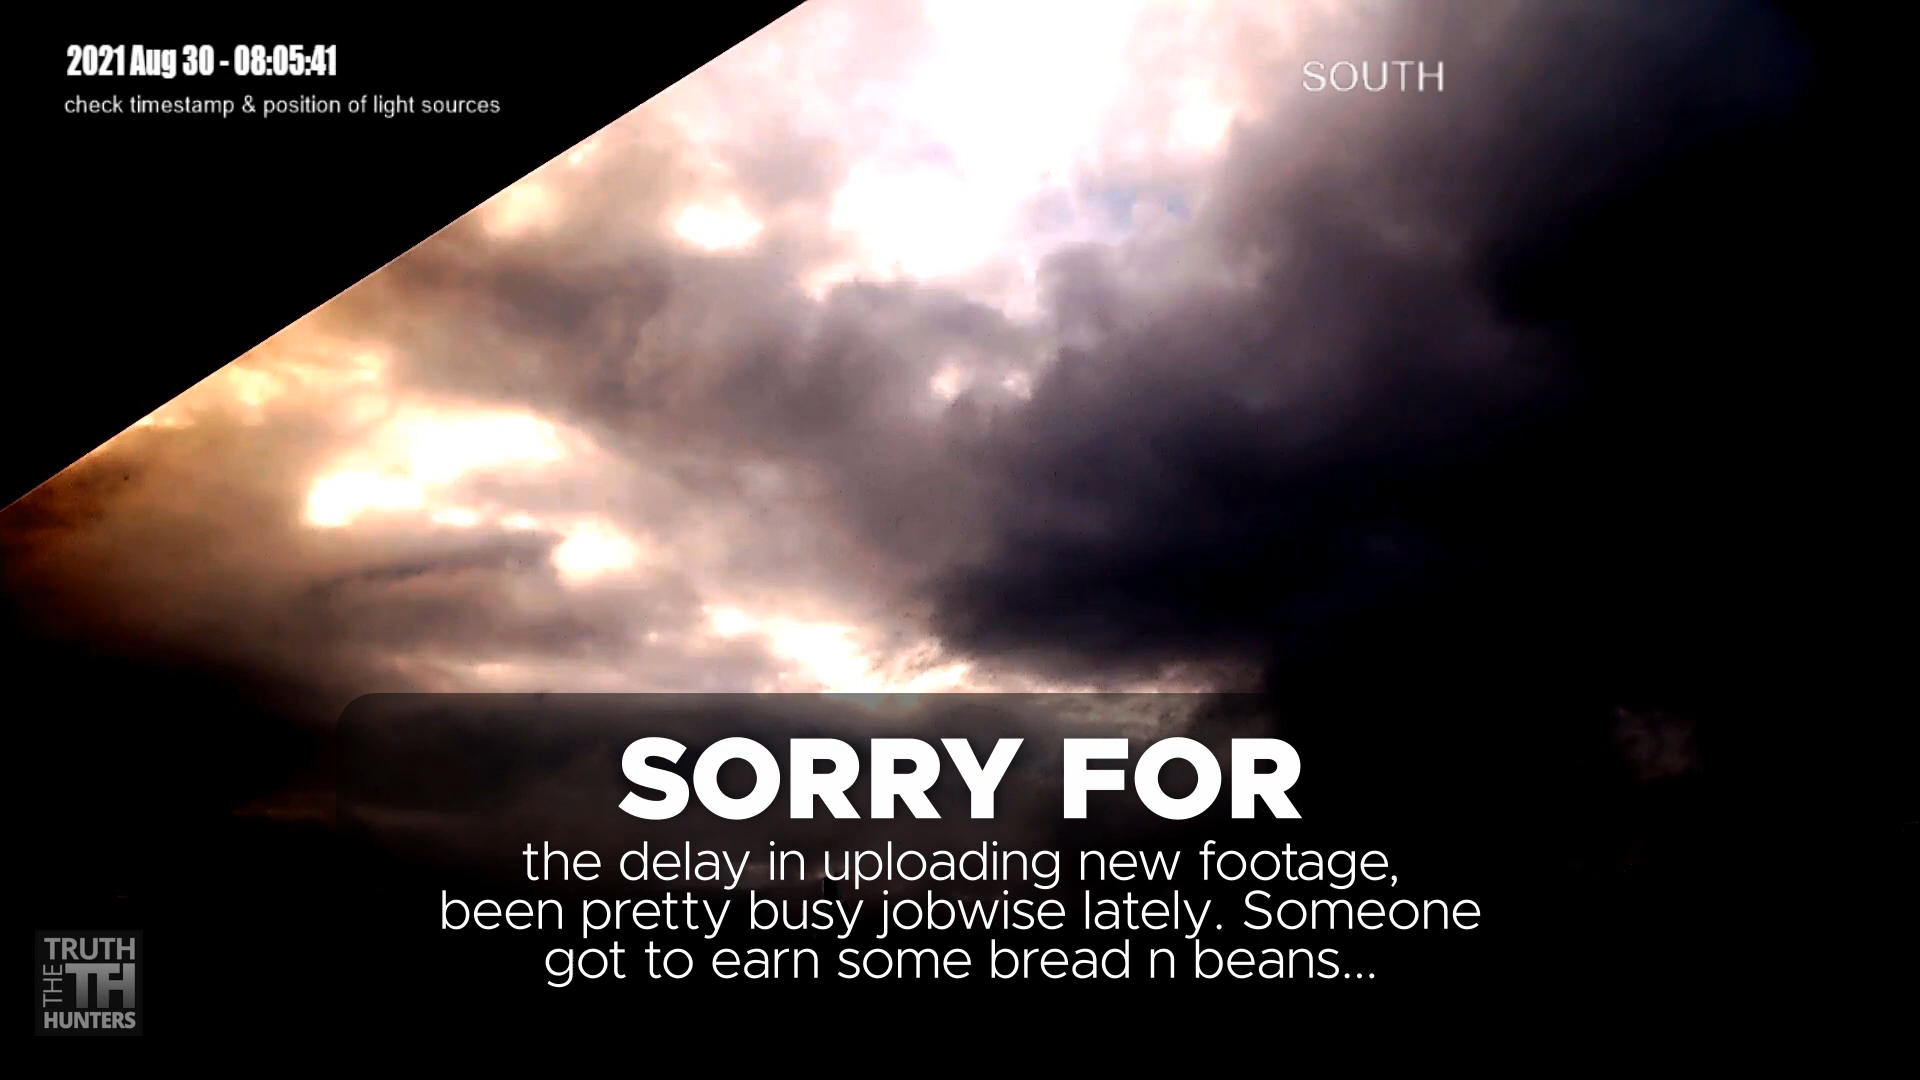 2021 Aug 30 - 08:05:41
check timestamp & position of light sources
SOUTH
SORRY FOR
the delay in uploading new footage,
been pretty busy jobwise lately. Someone
got to earn some bread n beans...
THE
TRUTH
TH
HUNTERS